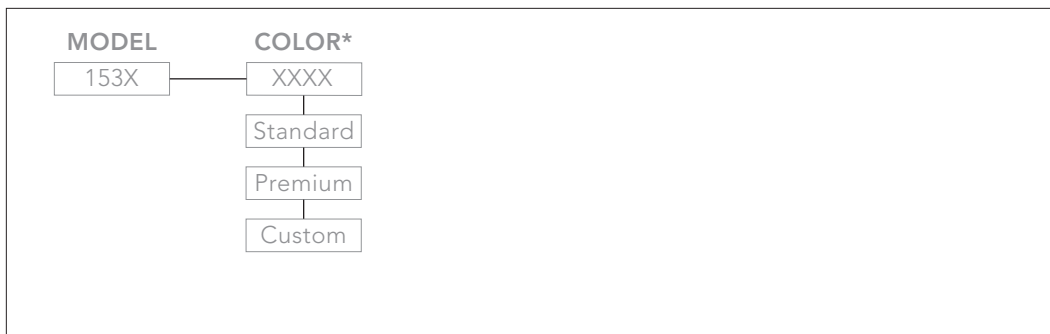 MODEL COLOR*
153X XXXX
Standard
Premium
Custom